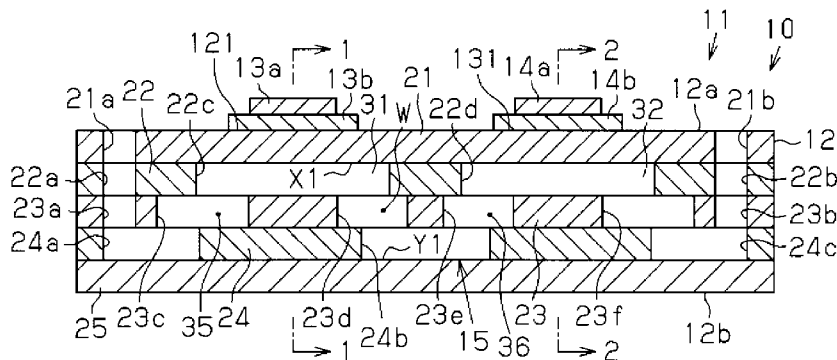 1 2 11 10
121 13a 13b 131 14a 14b
21a 22 22c 31 W 21 22d 32 12a 21b
12
X1
22a 22b
23a 23b
24a Y1 24c
25 23c 35 24 23d 24b 23e 15 36 23 23f 12b
1 2